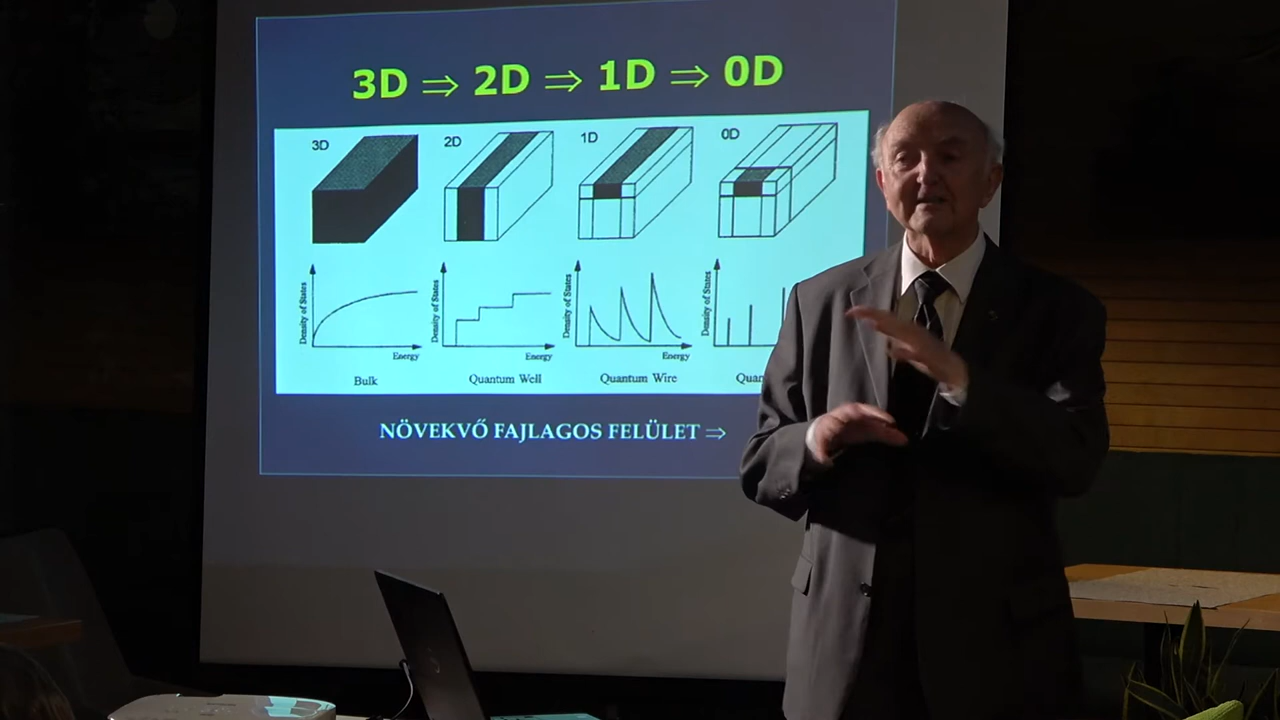 3D ⇒ 2D ⇒ 1D ⇒ 0D
3D 2D 1D 0D
Density of States Density of States Density of States Density of States
Energy Energy Energy
Bulk Quantum Well Quantum Wire
NÖVEKVŐ FAJLAGOS FELÜLET ⇒